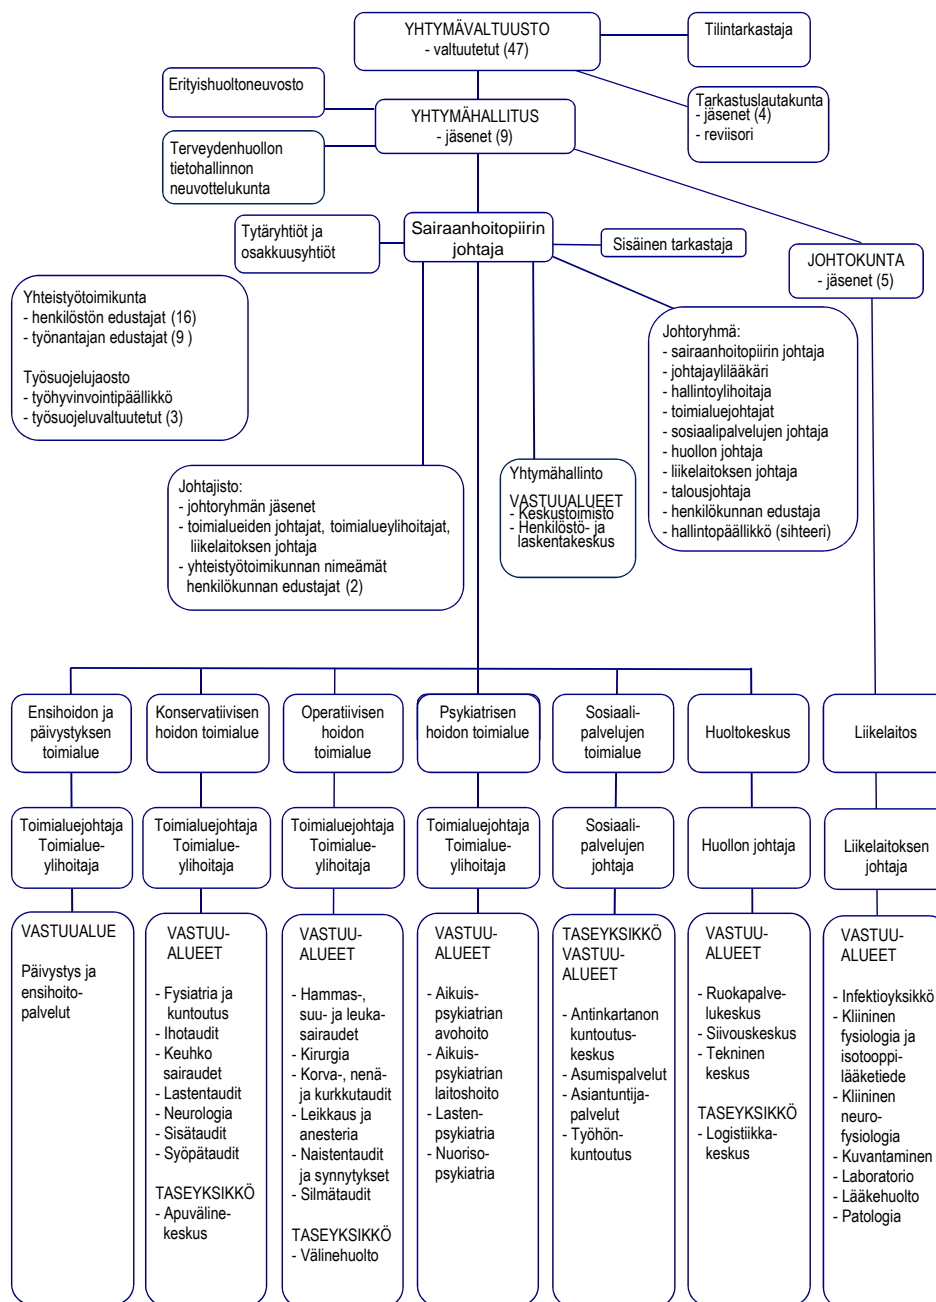 YHTYMÄVALTUUSTO
- valtuutetut (47)
Tilintarkastaja
Erityishuoltoneuvosto
YHTYMÄHALLITUS
- jäsenet (9)
Tarkastuslautakunta
- jäsenet (4)
- reviisori
Terveydenhuollon
tietohallinnon
neuvottelukunta
Tytäryhtiöt ja
osakkuusyhtiöt
Sairaanhoitopiirin
johtaja
Sisäinen tarkastaja
JOHTOKUNTA
- jäsenet (5)
Yhteistyötoimikunta
- henkilöstön edustajat (16)
- työnantajan edustajat (9 )
Työsuojelujaosto
- työhyvinvointipäällikkö
- työsuojeluvaltuutetut (3)
Johtoryhmä:
- sairaanhoitopiirin johtaja
- johtajaylilääkäri
- hallintoylihoitaja
- toimialuejohtajat
- sosiaalipalvelujen johtaja
- huollon johtaja
- liikelaitoksen johtaja
- talousjohtaja
- henkilökunnan edustaja
- hallintopäällikkö (sihteeri)
Johtajisto:
- johtoryhmän jäsenet
- toimialueiden johtajat, toimialueylihoitajat,
liikelaitoksen johtaja
- yhteistyötoimikunnan nimeämät
henkilökunnan edustajat (2)
Yhtymähallinto
VASTUUALUEET
- Keskustoimisto
- Henkilöstö- ja
laskentakeskus
Ensihoidon ja
päivystyksen
toimialue
Konservatiivisen
hoidon toimialue
Operatiivisen
hoidon
toimialue
Psykiatrisen
hoidon toimialue
Sosiaali-
palvelujen
toimialue
Huoltokeskus
Liikelaitos
Toimialuejohtaja
Toimialue-
ylihoitaja
Toimialuejohtaja
Toimialue-
ylihoitaja
Toimialuejohtaja
Toimialue-
ylihoitaja
Toimialuejohtaja
Toimialue-
ylihoitaja
Sosiaali-
palvelujen
johtaja
Huollon johtaja
Liikelaitoksen
johtaja
VASTUUALUE
Päivystys ja
ensihoito-
palvelut
VASTUU-
ALUEET
- Fysiatria ja
kuntoutus
- Ihotaudit
- Keuhko
sairaudet
- Lastentaudit
- Neurologia
- Sisätaudit
- Syöpätaudit
TASEYKSIKKÖ
- Apuväline-
keskus
VASTUU-
ALUEET
- Hammas-,
suu- ja leuka-
sairaudet
- Kirurgia
- Korva-, nenä-
ja kurkkutaudit
- Leikkaus ja
anesteria
- Naistentaudit
ja synnytykset
- Silmätaudit
TASEYKSIKKÖ
- Välinehuolto
VASTUU-
ALUEET
- Aikuis-
psykiatrian
avohoito
- Aikuis-
psykiatrian
laitoshoito
- Lasten-
psykiatria
- Nuoriso-
psykiatria
TASEYKSIKKÖ
VASTUU-
ALUEET
- Antinkartanon
kuntoutus-
keskus
- Asumispalvelut
- Asiantuntija-
palvelut
- Työhön-
kuntoutus
VASTUU-
ALUEET
- Ruokapalve-
lukeskus
- Siivouskeskus
- Tekninen
keskus
TASEYKSIKKÖ
- Logistiikka-
keskus
VASTUU-
ALUEET
- Infektioyksikkö
- Kliininen
fysiologia ja
isotooppi-
lääketiede
- Kliininen
neuro-
fysiologia
- Kuvantaminen
- Laboratorio
- Lääkehuolto
- Patologia